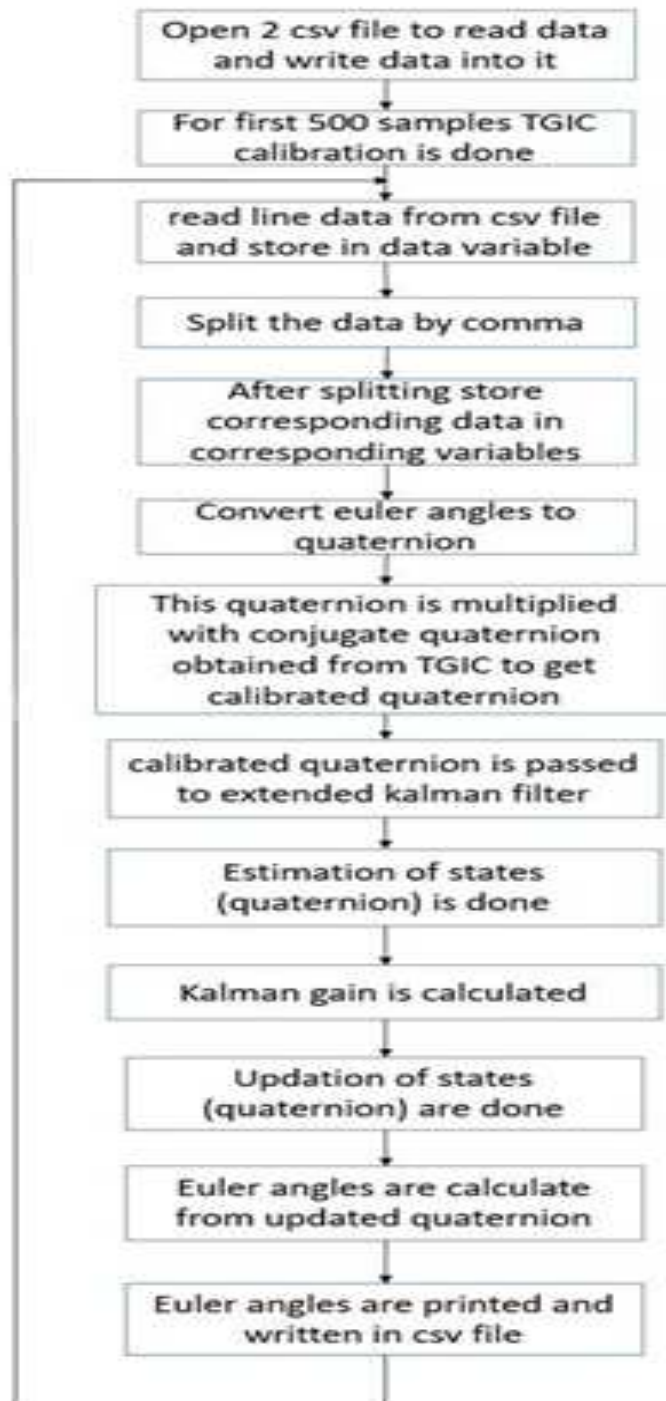 Open 2 csv file to read data
and write data into it
For first 500 samples TGIC
calibration is done
read line data from csv file
and store in data variable
Split the data by comma
After splitting store
corresponding data in
corresponding variables
Convert euler angles to
quaternion
This quaternion is multiplied
with conjugate quaternion
obtained from TGIC to get
calibrated quaternion
calibrated quaternion is passed
to extended kalman filter
Estimation of states
(quaternion) is done
Kalman gain is calculated
Updation of states
(quaternion) are done
Euler angles are calculate
from updated quaternion
Euler angles are printed and
written in csv file